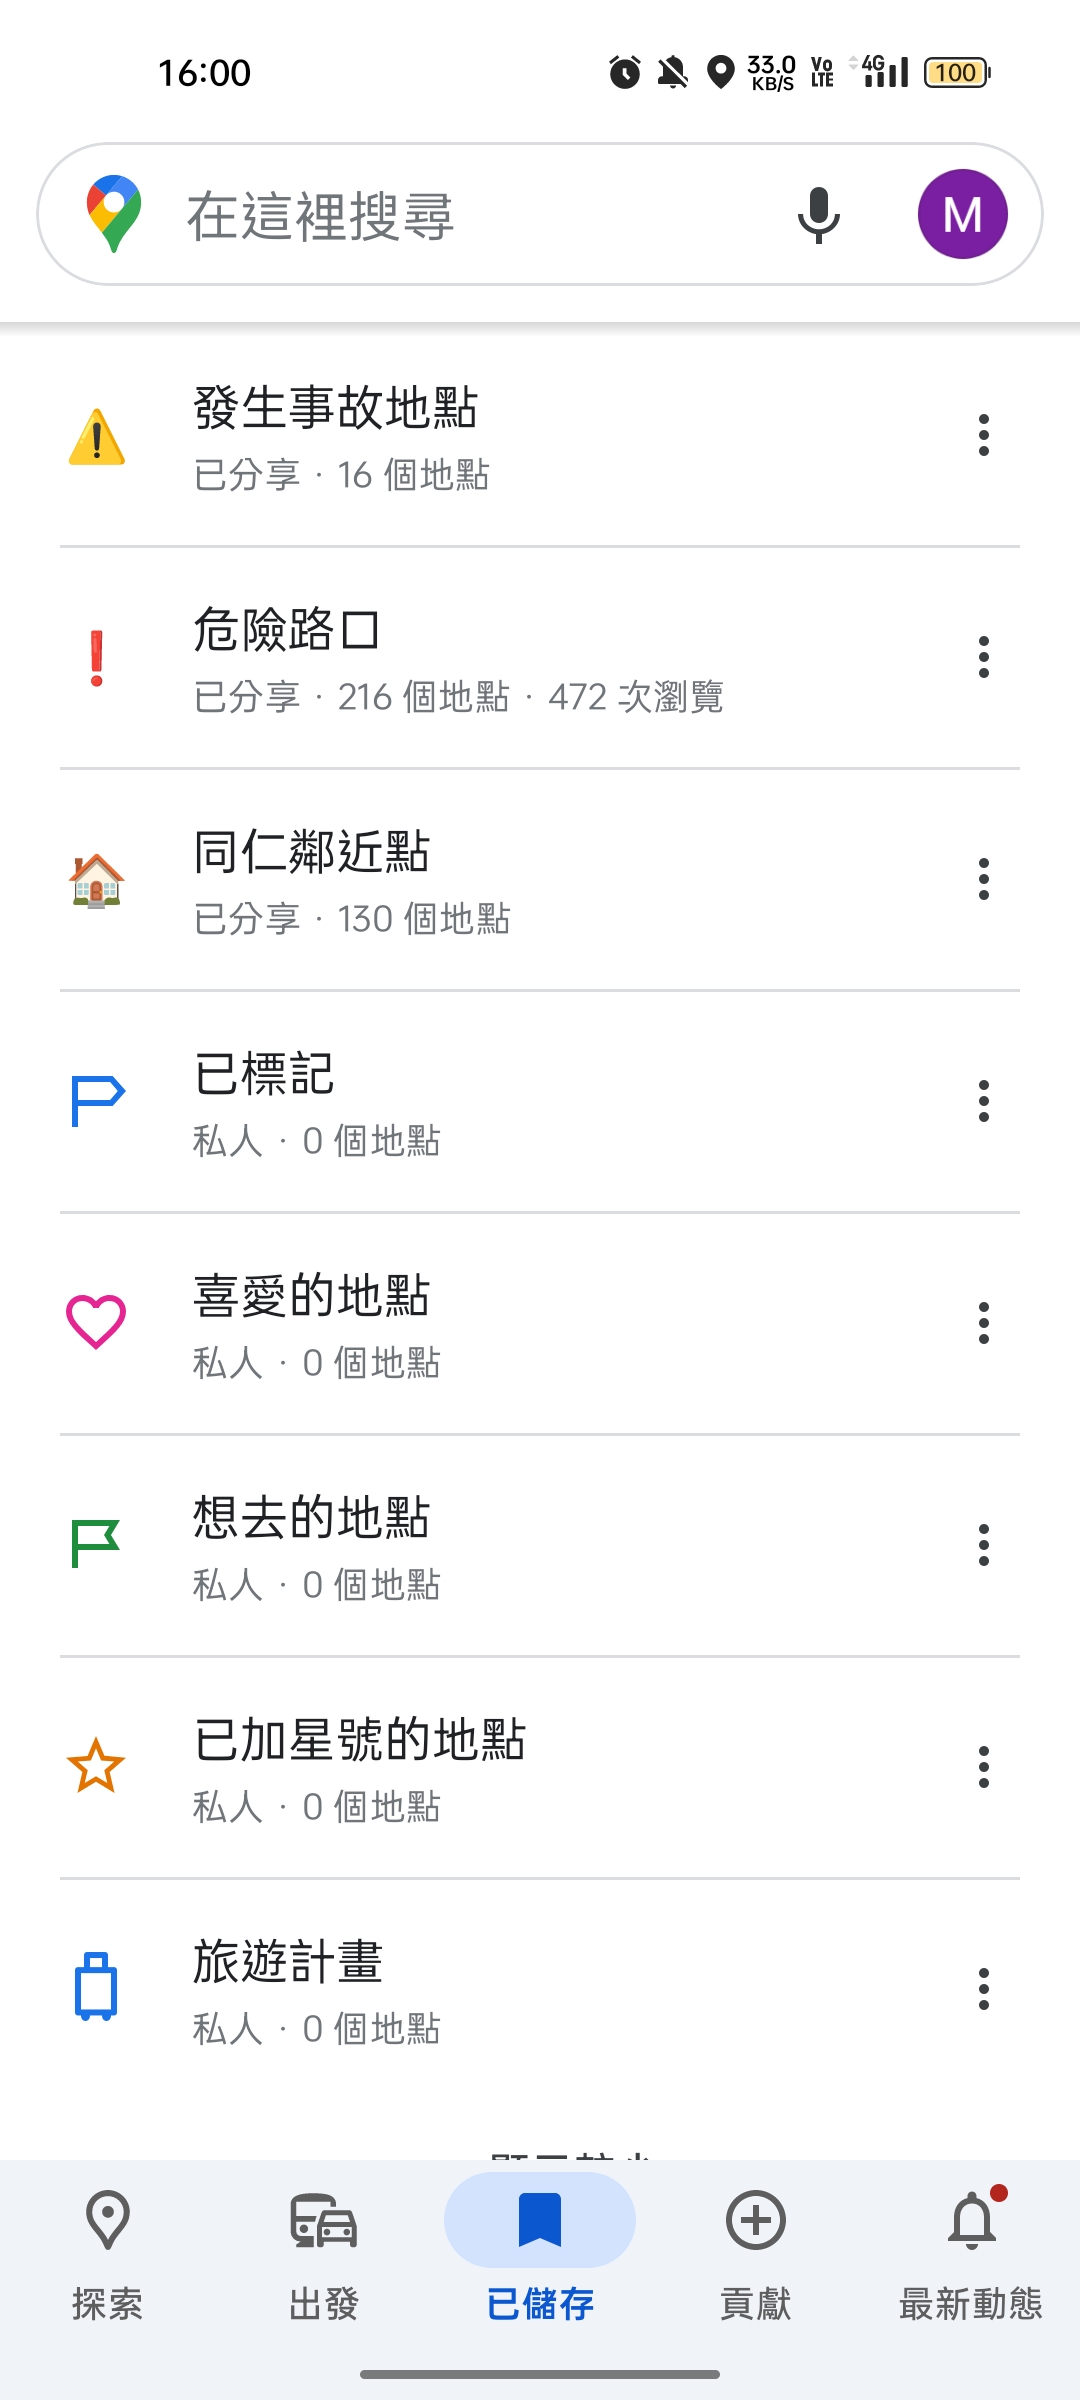 16:00
33.0 KB/S
Vo LTE
4G
100
在這裡搜尋
M
發生事故地點
已分享 · 16 個地點
危險路口
已分享 · 216 個地點 · 472 次瀏覽
同仁鄰近點
已分享 · 130 個地點
已標記
私人 · 0 個地點
喜愛的地點
私人 · 0 個地點
想去的地點
私人 · 0 個地點
已加星號的地點
私人 · 0 個地點
旅遊計畫
私人 · 0 個地點
探索
出發
已儲存
貢獻
最新動態